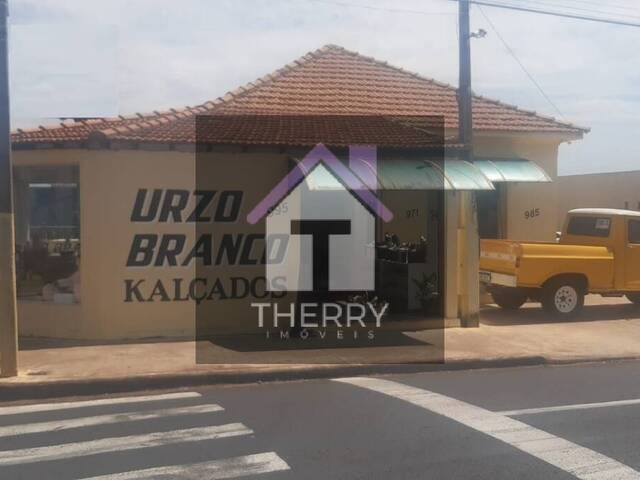 URZO
BRANCO
KALÇADOS
995
971
985
T
THERRY
IMÓVEIS